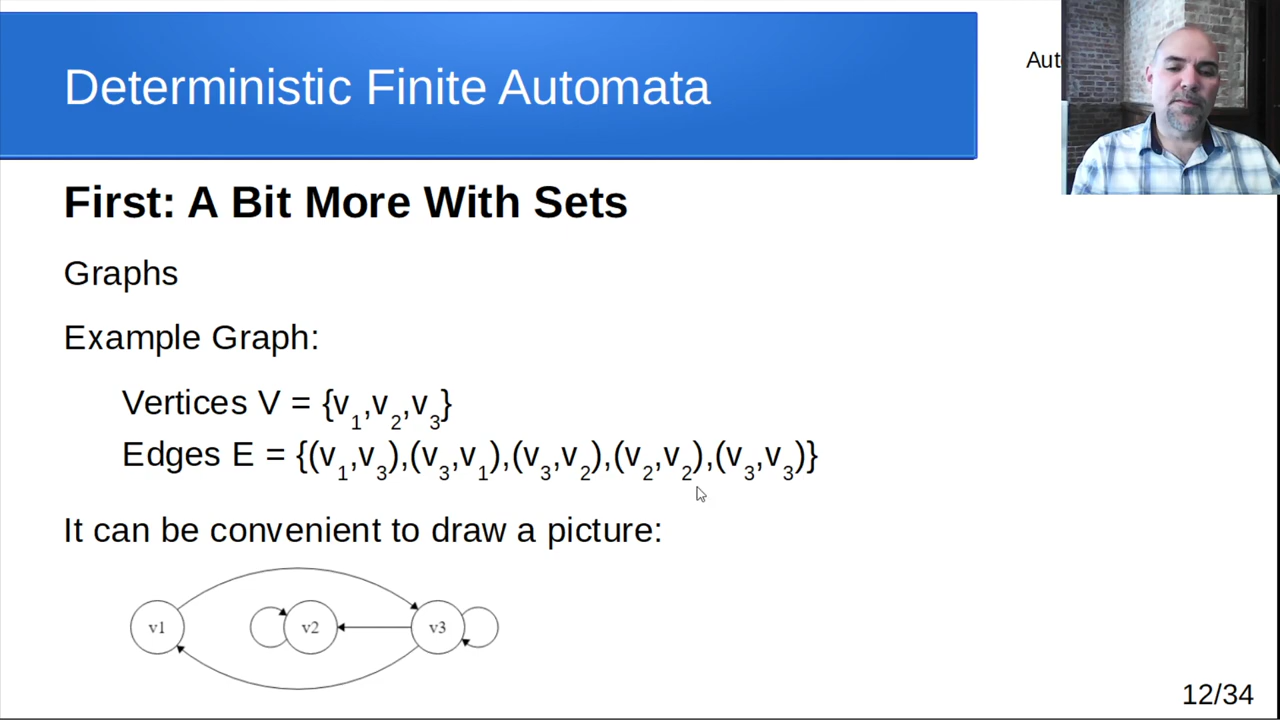 Deterministic Finite Automata
Aut
First: A Bit More With Sets
Graphs
Example Graph:
Vertices V = {v₁,v₂,v₃}
Edges E = {(v₁,v₃),(v₃,v₁),(v₃,v₂),(v₂,v₂),(v₃,v₃)}
It can be convenient to draw a picture:
v1 v2 v3
12/34